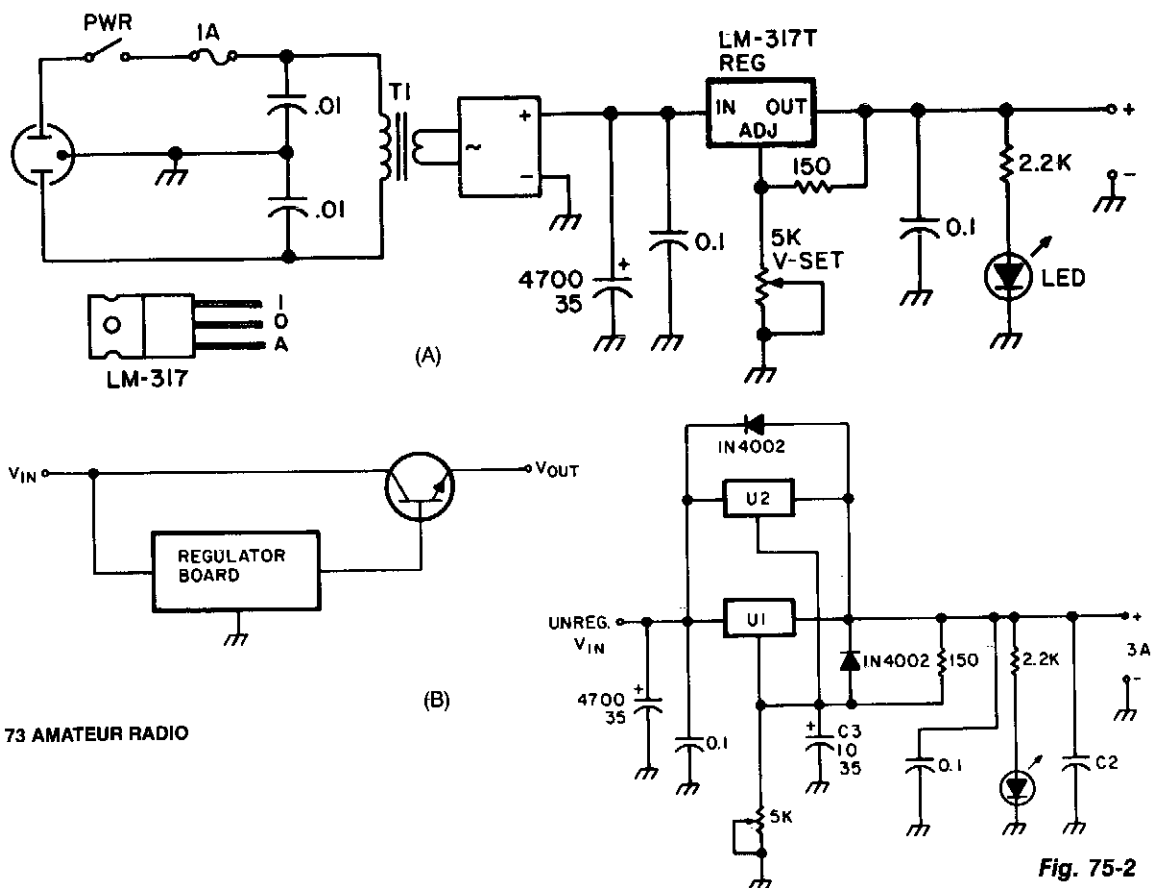 PWR
1A
.01
.01
T1
~
+
-
LM-317T
REG
IN OUT
ADJ
150
5K
V-SET
+
4700
35
0.1
0.1
2.2K
LED
+
-
I
O
A
LM-317
(A)
VIN
VOUT
REGULATOR
BOARD
(B)
73 AMATEUR RADIO
1N4002
U2
U1
UNREG.
VIN
+
4700
35
0.1
1N4002
150
2.2K
+
3A
-
+
C3
10
35
0.1
C2
5K
Fig. 75-2